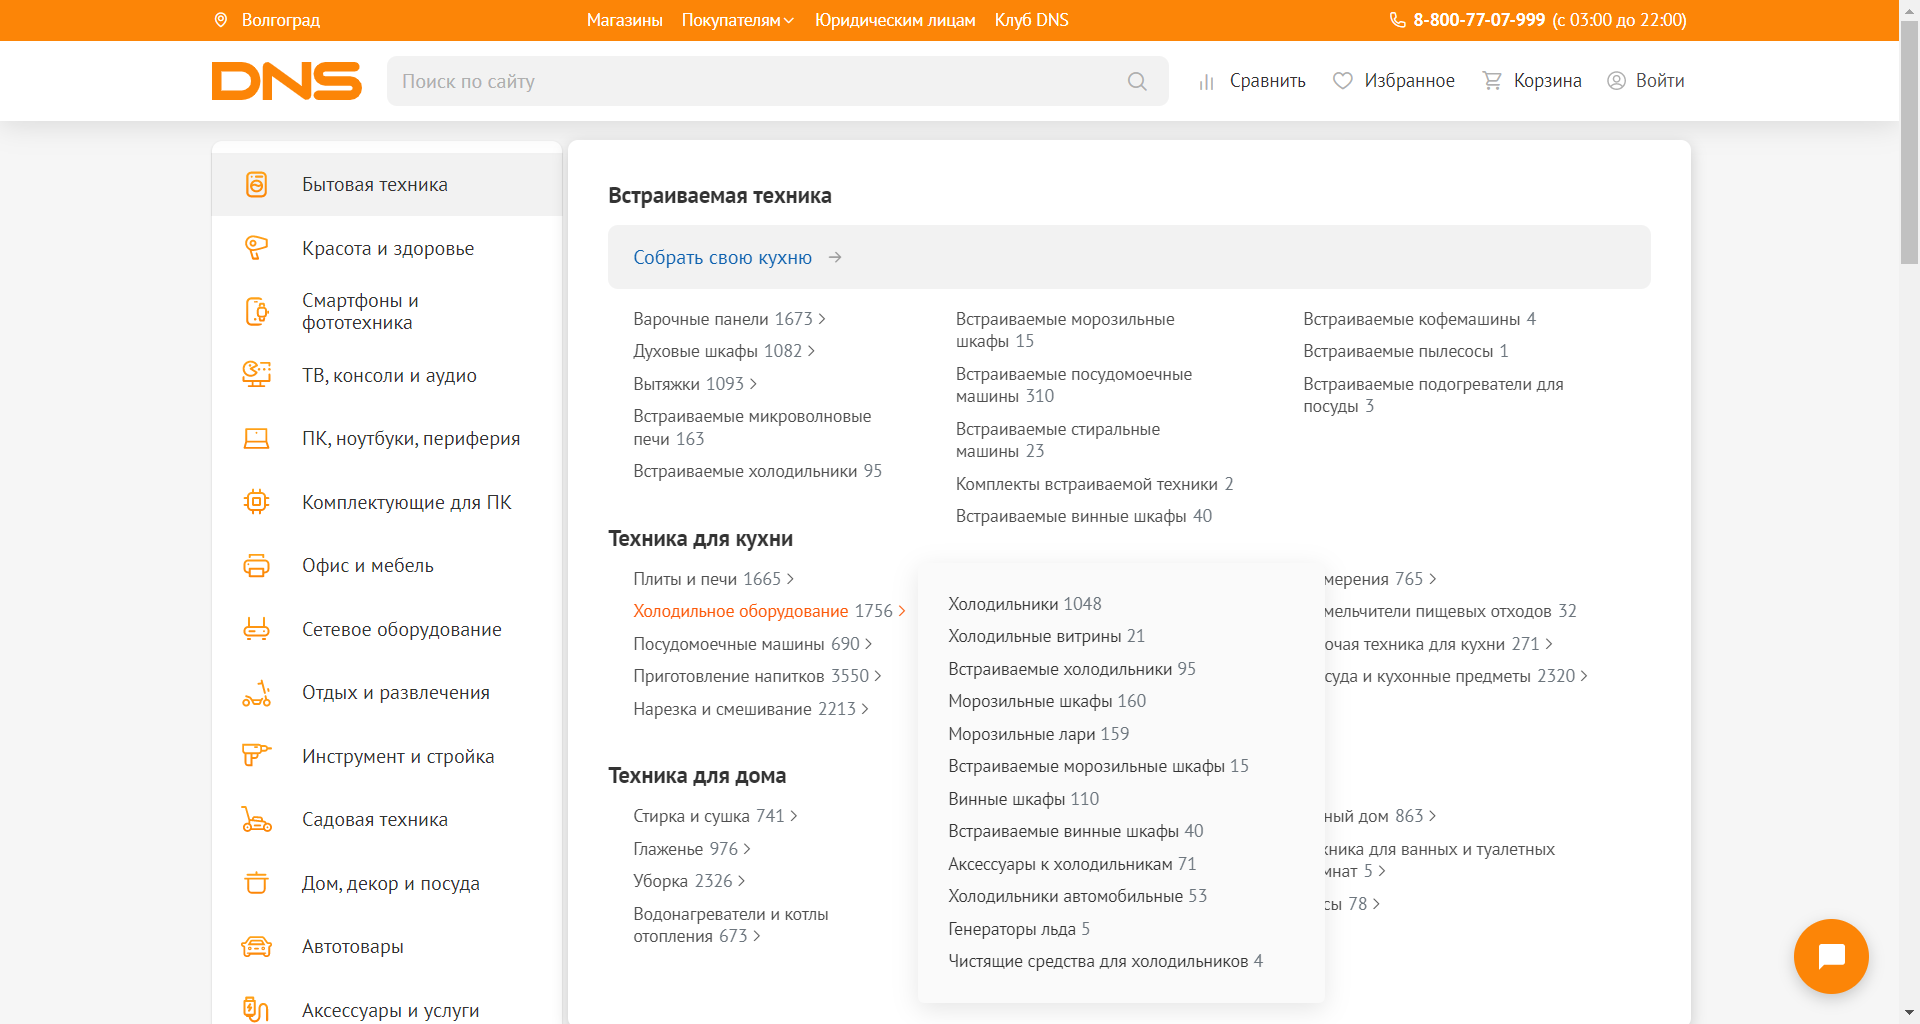 Волгоград
Магазины Покупателям Юридическим лицам Клуб DNS
8-800-77-07-999 (с 03:00 до 22:00)
DNS
Поиск по сайту
Сравнить Избранное Корзина Войти
Бытовая техника
Красота и здоровье
Смартфоны и
фототехника
ТВ, консоли и аудио
ПК, ноутбуки, периферия
Комплектующие для ПК
Офис и мебель
Сетевое оборудование
Отдых и развлечения
Инструмент и стройка
Садовая техника
Дом, декор и посуда
Автотовары
Аксессуары и услуги
Встраиваемая техника
Собрать свою кухню
Варочные панели 1673
Духовые шкафы 1082
Вытяжки 1093
Встраиваемые микроволновые
печи 163
Встраиваемые холодильники 95
Встраиваемые морозильные
шкафы 15
Встраиваемые посудомоечные
машины 310
Встраиваемые стиральные
машины 23
Комплекты встраиваемой техники 2
Встраиваемые винные шкафы 40
Встраиваемые кофемашины 4
Встраиваемые пылесосы 1
Встраиваемые подогреватели для
посуды 3
Техника для кухни
Плиты и печи 1665
Холодильное оборудование 1756
Посудомоечные машины 690
Приготовление напитков 3550
Нарезка и смешивание 2213
Холодильники 1048
Холодильные витрины 21
Встраиваемые холодильники 95
Морозильные шкафы 160
Морозильные лари 159
Встраиваемые морозильные шкафы 15
Винные шкафы 110
Встраиваемые винные шкафы 40
Аксессуары к холодильникам 71
Холодильники автомобильные 53
Генераторы льда 5
Чистящие средства для холодильников 4
мерения 765
мельчители пищевых отходов 32
очая техника для кухни 271
суда и кухонные предметы 2320
Техника для дома
Стирка и сушка 741
Глаженье 976
Уборка 2326
Водонагреватели и котлы
отопления 673
ный дом 863
хника для ванных и туалетных
мнат 5
сы 78